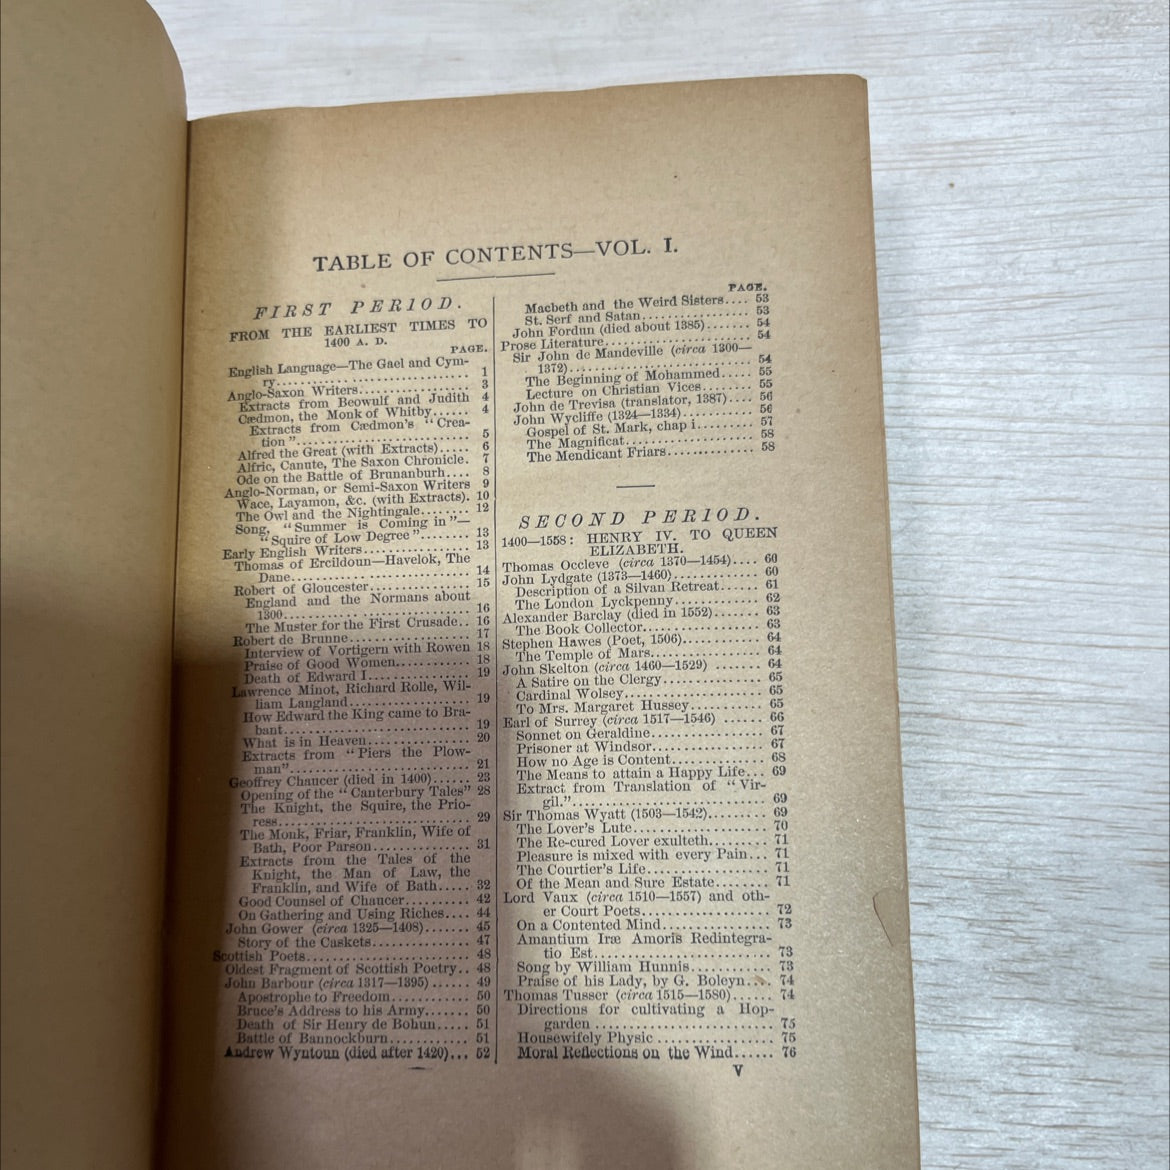 TABLE OF CONTENTS—VOL. I.
FIRST PERIOD.
FROM THE EARLIEST TIMES TO
1400 A. D.
PAGE.
English Language—The Gael and Cym-
ry.............................. 1
Anglo-Saxon Writers................ 3
Extracts from Beowulf and Judith 4
Cædmon, the Monk of Whitby...... 4
Extracts from Cædmon's "Crea-
tion"........................... 5
Alfred the Great (with Extracts)..... 6
Alfric, Canute, The Saxon Chronicle. 7
Ode on the Battle of Brunanburh.... 8
Anglo-Norman, or Semi-Saxon Writers 9
Wace, Layamon, &c. (with Extracts). 10
The Owl and the Nightingale........ 12
Song, "Summer is Coming in"—
"Squire of Low Degree"........ 13
Early English Writers................ 13
Thomas of Ercildoun—Havelok, The
Dane............................ 14
Robert of Gloucester................ 15
England and the Normans about
1300............................ 16
The Muster for the First Crusade.. 16
Robert de Brunne.................. 17
Interview of Vortigern with Rowen 18
Praise of Good Women............ 18
Death of Edward I................ 19
Lawrence Minot, Richard Rolle, Wil-
liam Langland.................. 19
How Edward the King came to Bra-
bant............................ 19
What is in Heaven................ 20
Extracts from "Piers the Plow-
man"............................ 21
Geoffrey Chaucer (died in 1400)...... 23
Opening of the "Canterbury Tales" 28
The Knight, the Squire, the Prio-
ress............................ 29
The Monk, Friar, Franklin, Wife of
Bath, Poor Parson.............. 31
Extracts from the Tales of the
Knight, the Man of Law, the
Franklin, and Wife of Bath..... 32
Good Counsel of Chaucer.......... 42
On Gathering and Using Riches.... 44
John Gower (circa 1325—1408)....... 45
Story of the Caskets............... 47
Scottish Poets........................ 48
Oldest Fragment of Scottish Poetry.. 48
John Barbour (circa 1317—1395) ...... 49
Apostrophe to Freedom............ 50
Bruce's Address to his Army....... 50
Death of Sir Henry de Bohun..... 51
Battle of Bannockburn............ 51
Andrew Wyntoun (died after 1420)... 52
PAGE.
Macbeth and the Weird Sisters.... 53
St. Serf and Satan................ 53
John Fordun (died about 1385)....... 54
Prose Literature...................... 54
Sir John de Mandeville (circa 1300—
1372)............................ 54
The Beginning of Mohammed..... 55
Lecture on Christian Vices........ 55
John de Trevisa (translator, 1387).... 56
John Wycliffe (1324—1334)........... 56
Gospel of St. Mark, chap i......... 57
The Magnificat.................... 58
The Mendicant Friars.............. 58
SECOND PERIOD.
1400—1558: HENRY IV. TO QUEEN
ELIZABETH.
Thomas Occleve (circa 1370—1454).... 60
John Lydgate (1373—1460)............ 60
Description of a Silvan Retreat...... 61
The London Lyckpenny............ 62
Alexander Barclay (died in 1552)...... 63
The Book Collector................. 63
Stephen Hawes (Poet, 1506).......... 64
The Temple of Mars............... 64
John Skelton (circa 1460—1529) ....... 64
A Satire on the Clergy............. 65
Cardinal Wolsey.................... 65
To Mrs. Margaret Hussey.......... 65
Earl of Surrey (circa 1517—1546) ...... 66
Sonnet on Geraldine............... 67
Prisoner at Windsor............... 67
How no Age is Content............ 68
The Means to attain a Happy Life... 69
Extract from Translation of "Vir-
gil."............................ 69
Sir Thomas Wyatt (1503—1542)........ 69
The Lover's Lute.................. 70
The Re-cured Lover exulteth........ 71
Pleasure is mixed with every Pain... 71
The Courtier's Life................ 71
Of the Mean and Sure Estate........ 71
Lord Vaux (circa 1510—1557) and oth-
er Court Poets.................. 72
On a Contented Mind.............. 73
Amantium Iræ Amoris Redintegra-
tio Est......................... 73
Song by William Hunnis........... 73
Praise of his Lady, by G. Boleyn.... 74
Thomas Tusser (circa 1515—1580)...... 74
Directions for cultivating a Hop-
garden ......................... 75
Housewifely Physic ............... 75
Moral Reflections on the Wind...... 76
V